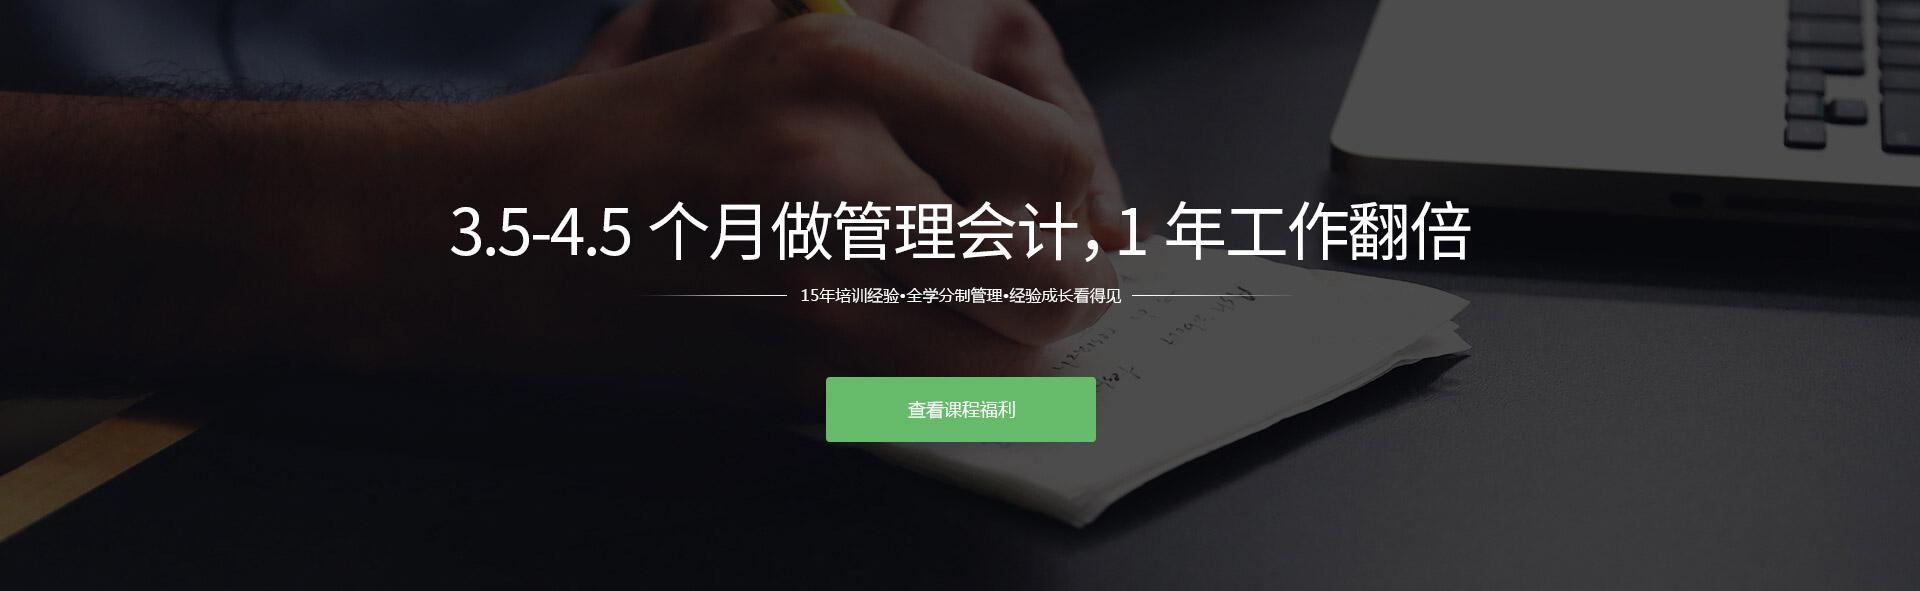 3.5-4.5 个月做管理会计，1 年工作翻倍
15年培训经验•全学分制管理•经验成长看得见
查看课程福利